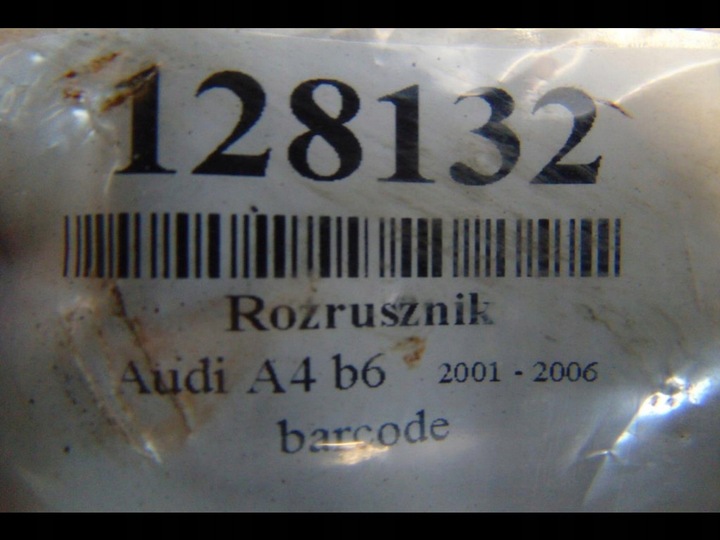 128132
Rozrusznik
Audi A4 b6 2001 - 2006
barcode